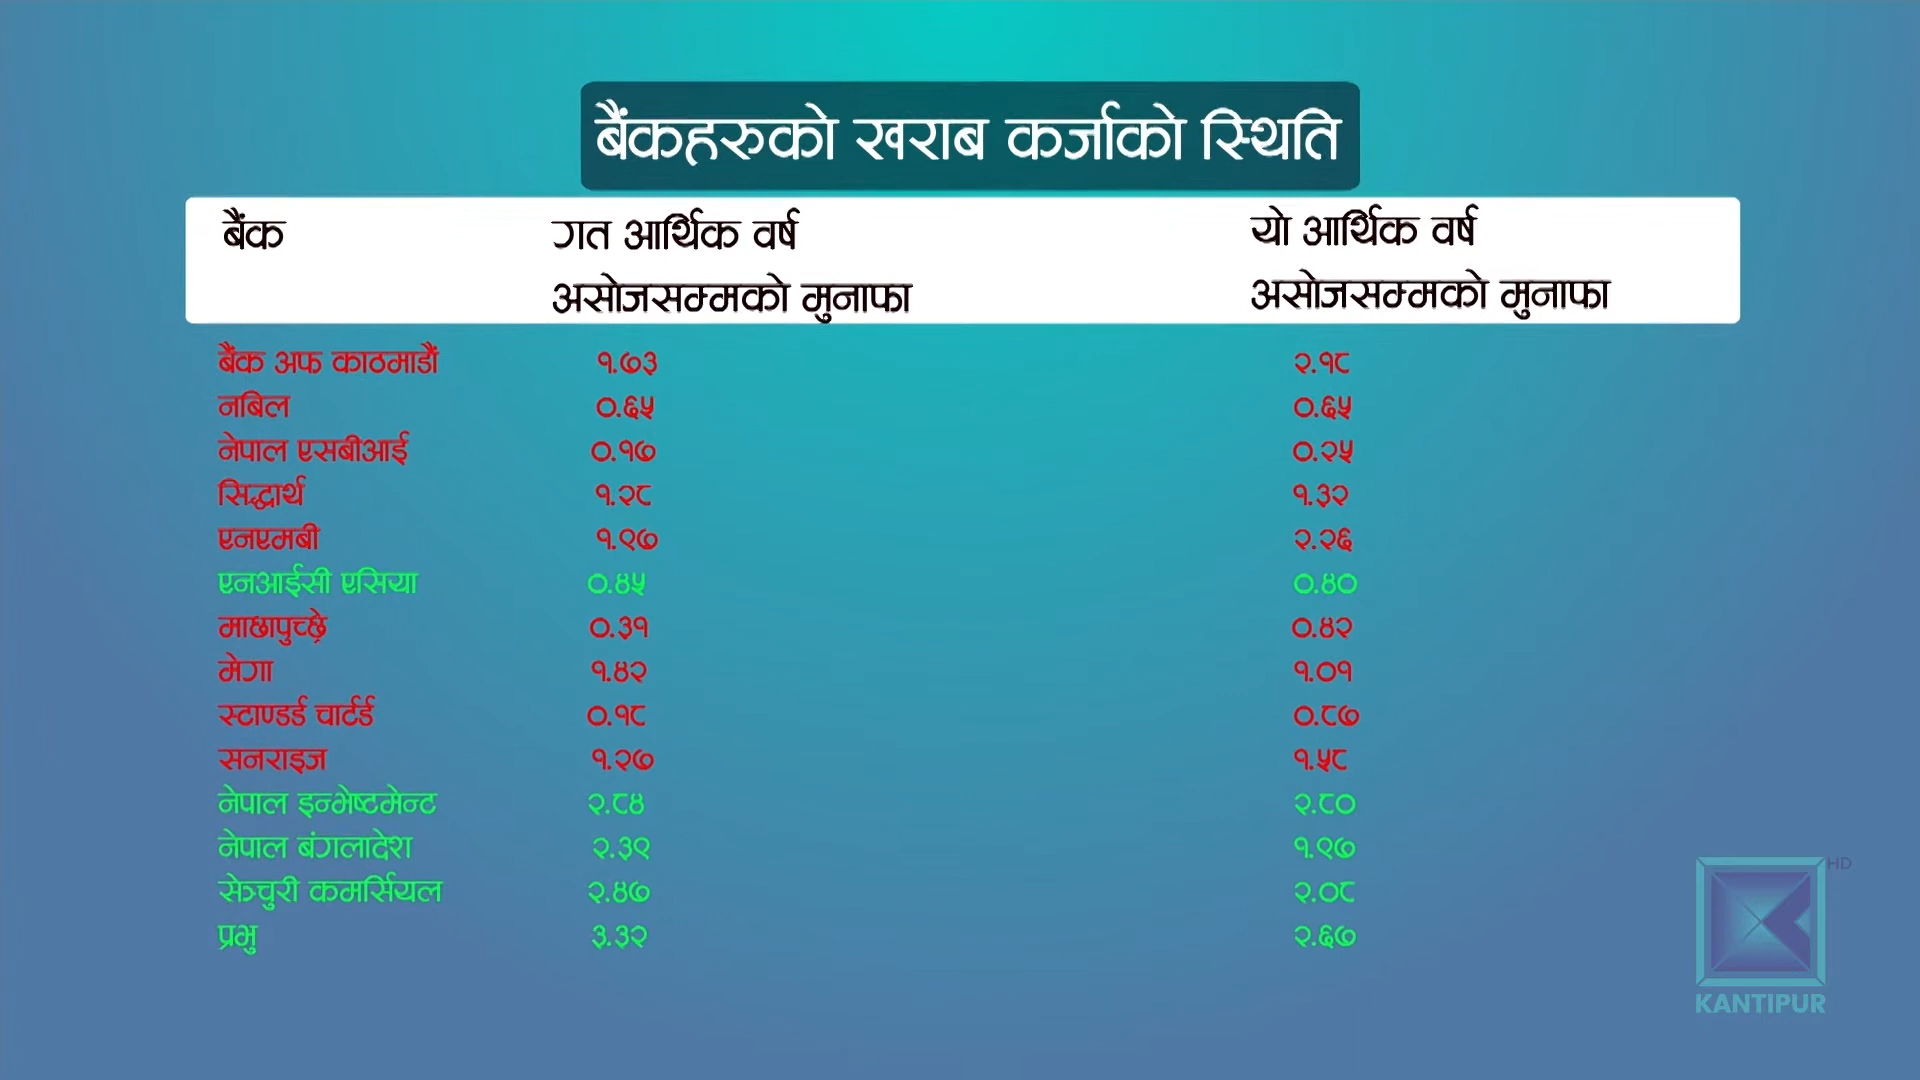 बैंकहरुको खराब कर्जाको स्थिति
बैंक गत आर्थिक वर्ष यो आर्थिक वर्ष
असोजसम्मको मुनाफा असोजसम्मको मुनाफा
बैंक अफ काठमाडौं १.७३ २.१८
नबिल ०.६५ ०.६५
नेपाल एसबीआई ०.१७ ०.२५
सिद्धार्थ १.२८ १.३२
एनएमबी १.९७ २.२६
एनआईसी एसिया ०.४५ ०.४०
माछापुच्छ्रे ०.३१ ०.४२
मेगा १.४२ १.०१
स्टाण्डर्ड चार्टर्ड ०.१८ ०.८७
सनराइज १.२७ १.५८
नेपाल इन्भेष्टमेन्ट २.८४ २.८०
नेपाल बंगलादेश २.३९ १.९७
सेञ्चुरी कमर्सियल २.४७ २.०८
प्रभु ३.३२ २.६७
HD
KANTIPUR